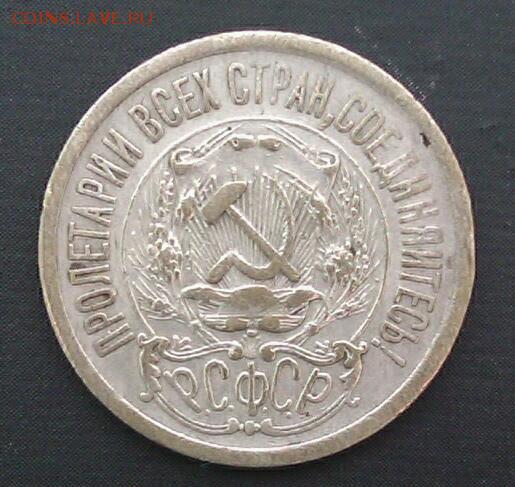 COINS.LAVE.RU
ПРОЛЕТАРИИ ВСЕХ СТРАН, СОЕДИНЯЙТЕСЬ!
Р.С.Ф.С.Р